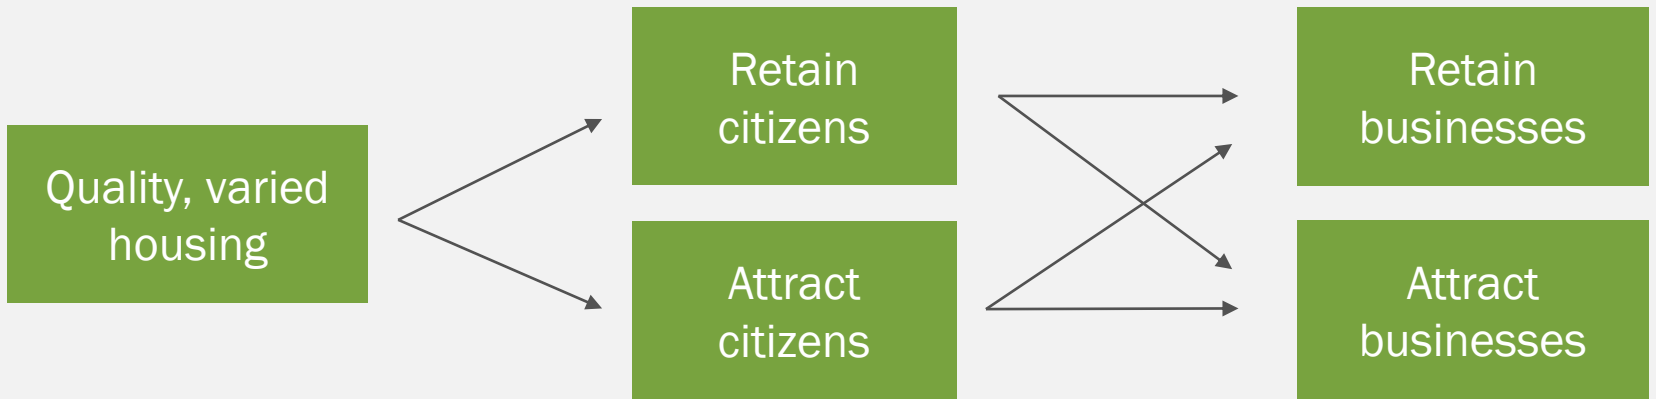 Quality, varied
housing
Retain
citizens
Attract
citizens
Retain
businesses
Attract
businesses